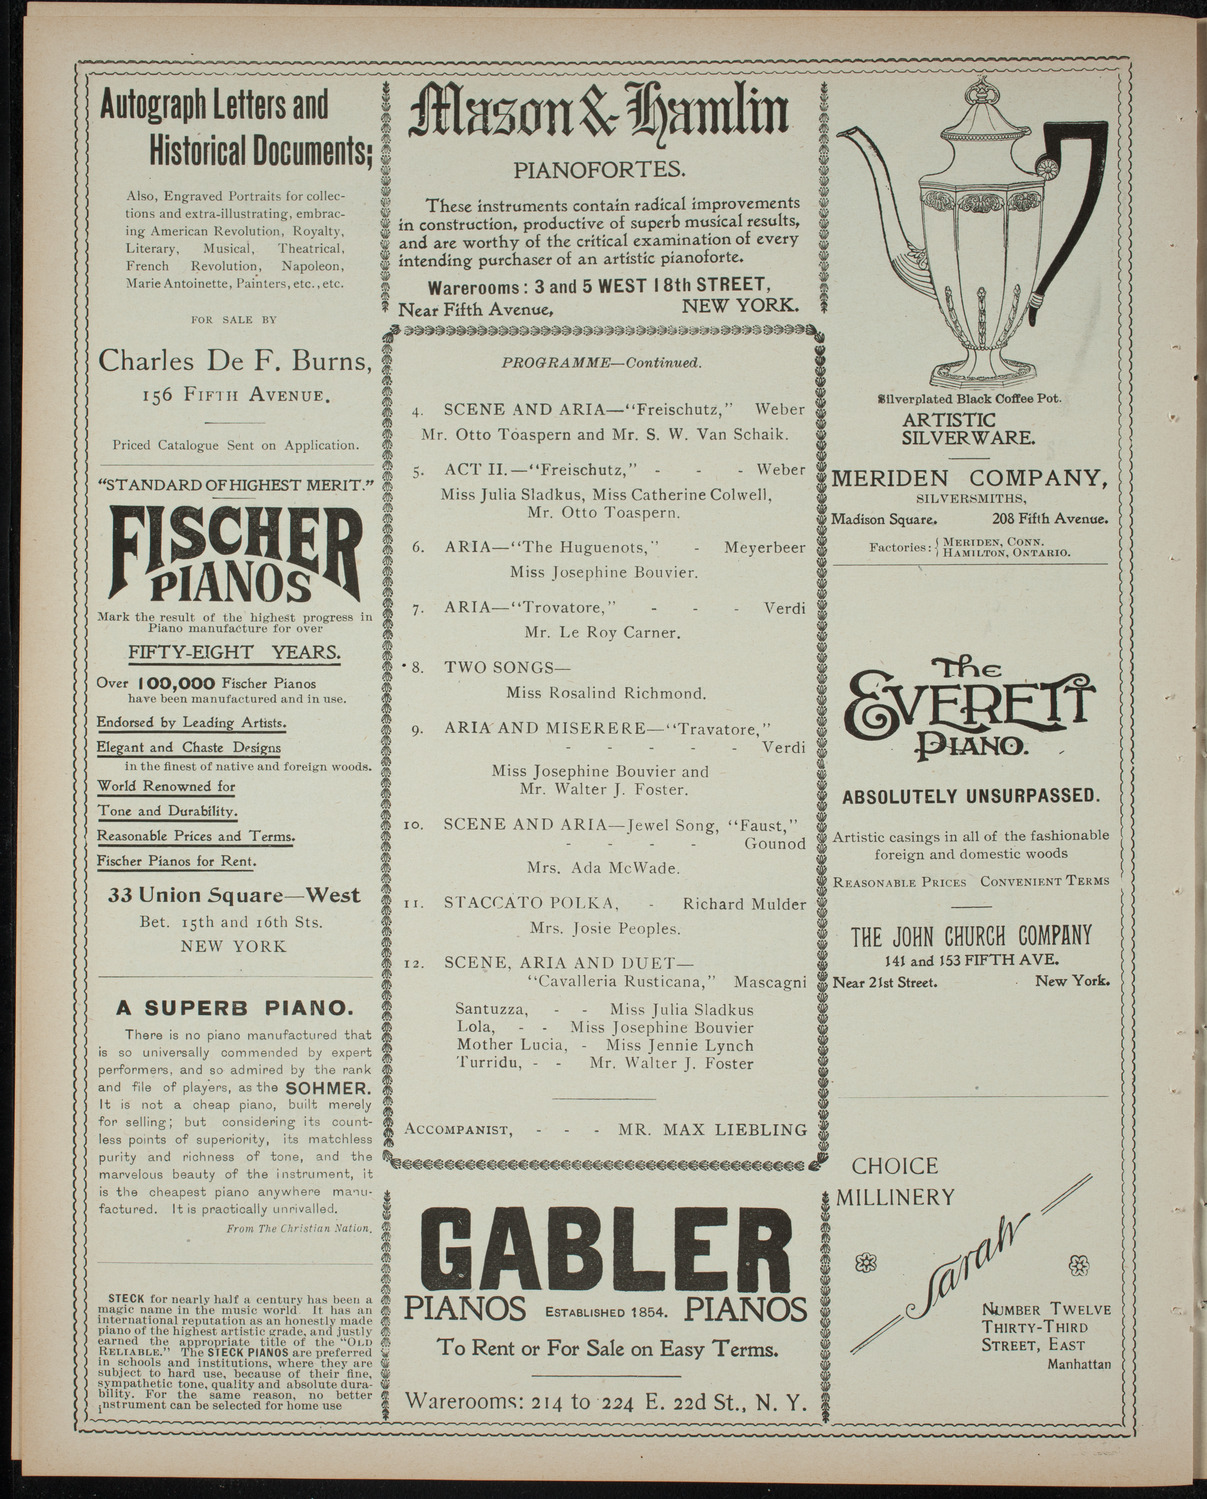 Autograph Letters and
Historical Documents;
Also, Engraved Portraits for collec-
tions and extra-illustrating, embrac-
ing American Revolution, Royalty,
Literary, Musical, Theatrical,
French Revolution, Napoleon,
Marie Antoinette, Painters, etc., etc.
FOR SALE BY
Charles De F. Burns,
156 FIFTH AVENUE.
Priced Catalogue Sent on Application.
"STANDARD OF HIGHEST MERIT."
FISCHER
PIANOS
Mark the result of the highest progress in
Piano manufacture for over
FIFTY-EIGHT YEARS.
Over 100,000 Fischer Pianos
have been manufactured and in use.
Endorsed by Leading Artists.
Elegant and Chaste Designs
in the finest of native and foreign woods.
World Renowned for
Tone and Durability.
Reasonable Prices and Terms.
Fischer Pianos for Rent.
33 Union Square—West
Bet. 15th and 16th Sts.
NEW YORK
A SUPERB PIANO.
There is no piano manufactured that
is so universally commended by expert
performers, and so admired by the rank
and file of players, as the SOHMER.
It is not a cheap piano, built merely
for selling; but considering its count-
less points of superiority, its matchless
purity and richness of tone, and the
marvelous beauty of the instrument, it
is the cheapest piano anywhere manu-
factured. It is practically unrivalled.
From The Christian Nation.
STECK for nearly half a century has been a
magic name in the music world. It has an
international reputation as an honestly made
piano of the highest artistic grade, and justly
earned the appropriate title of the "OLD
RELIABLE." The STECK PIANOS are preferred
in schools and institutions, where they are
subject to hard use, because of their fine,
sympathetic tone, quality and absolute dura-
bility. For the same reason, no better
instrument can be selected for home use
Mason & Hamlin
PIANOFORTES.
These instruments contain radical improvements
in construction, productive of superb musical results,
and are worthy of the critical examination of every
intending purchaser of an artistic pianoforte.
Warerooms: 3 and 5 WEST 18th STREET,
Near Fifth Avenue, NEW YORK.
PROGRAMME—Continued.
4. SCENE AND ARIA—"Freischutz," Weber
Mr. Otto Toaspern and Mr. S. W. Van Schaik.
5. ACT II.—"Freischutz," - - - Weber
Miss Julia Sladkus, Miss Catherine Colwell,
Mr. Otto Toaspern.
6. ARIA—"The Huguenots," - Meyerbeer
Miss Josephine Bouvier.
7. ARIA—"Trovatore," - - - Verdi
Mr. Le Roy Carner.
8. TWO SONGS—
Miss Rosalind Richmond.
9. ARIA AND MISERERE—"Travatore,"
- - - - - Verdi
Miss Josephine Bouvier and
Mr. Walter J. Foster.
10. SCENE AND ARIA—Jewel Song, "Faust,"
- - - - Gounod
Mrs. Ada McWade.
11. STACCATO POLKA, - Richard Mulder
Mrs. Josie Peoples.
12. SCENE, ARIA AND DUET—
"Cavalleria Rusticana," Mascagni
Santuzza, - - Miss Julia Sladkus
Lola, - - Miss Josephine Bouvier
Mother Lucia, - Miss Jennie Lynch
Turridu, - - Mr. Walter J. Foster
ACCOMPANIST, - - - MR. MAX LIEBLING
GABLER
PIANOS ESTABLISHED 1854. PIANOS
To Rent or For Sale on Easy Terms.
Warerooms: 214 to 224 E. 22d St., N. Y.
Silverplated Black Coffee Pot.
ARTISTIC
SILVERWARE.
MERIDEN COMPANY,
SILVERSMITHS,
Madison Square. 208 Fifth Avenue.
Factories: { MERIDEN, CONN.
HAMILTON, ONTARIO.
The
EVERETT
PIANO.
ABSOLUTELY UNSURPASSED.
Artistic casings in all of the fashionable
foreign and domestic woods
REASONABLE PRICES CONVENIENT TERMS
THE JOHN CHURCH COMPANY
141 and 153 FIFTH AVE.
Near 21st Street. New York.
CHOICE
MILLINERY
Sarah
NUMBER TWELVE
THIRTY-THIRD
STREET, EAST
Manhattan